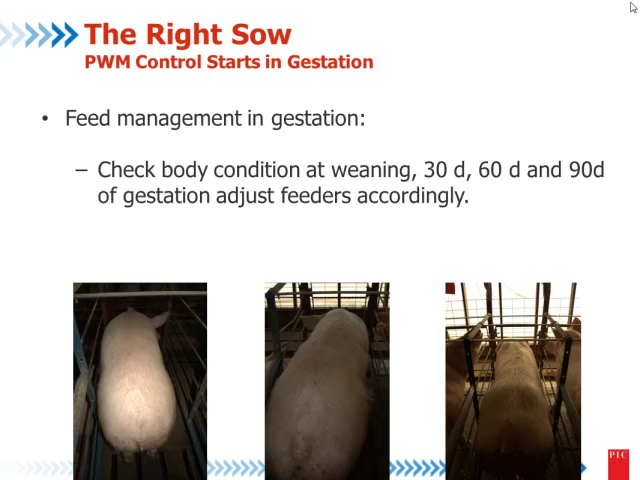 The Right Sow
PWM Control Starts in Gestation
• Feed management in gestation:
– Check body condition at weaning, 30 d, 60 d and 90d
of gestation adjust feeders accordingly.
PIC